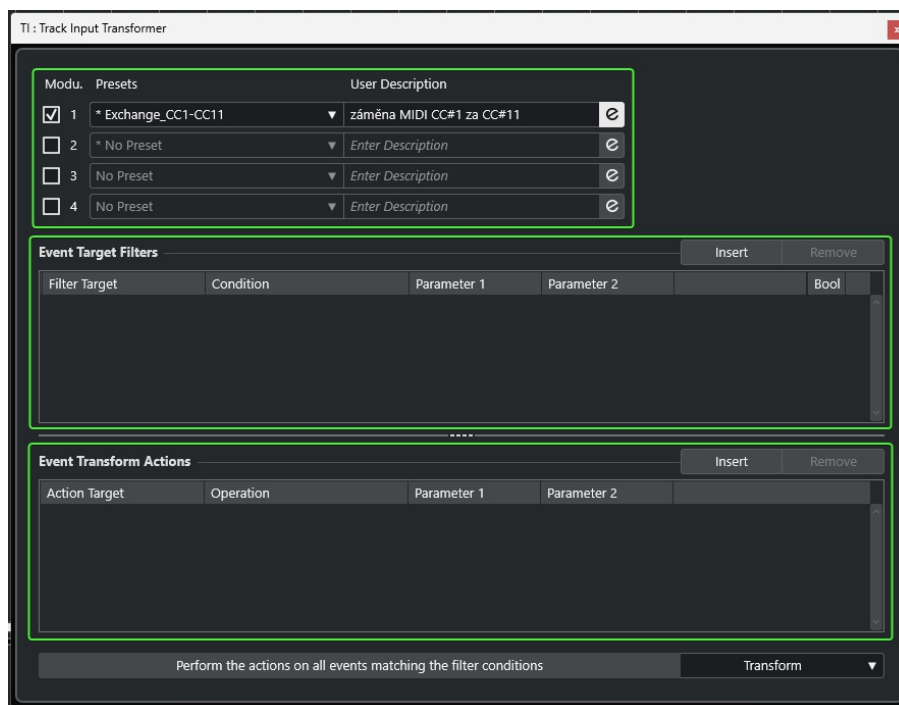 TI : Track Input Transformer x
Modu. Presets User Description
1 * Exchange_CC1-CC11 záměna MIDI CC#1 za CC#11 e
2 * No Preset Enter Description e
3 No Preset Enter Description e
4 No Preset Enter Description e
Event Target Filters Insert Remove
Filter Target Condition Parameter 1 Parameter 2 Bool
Event Transform Actions Insert Remove
Action Target Operation Parameter 1 Parameter 2
Perform the actions on all events matching the filter conditions Transform